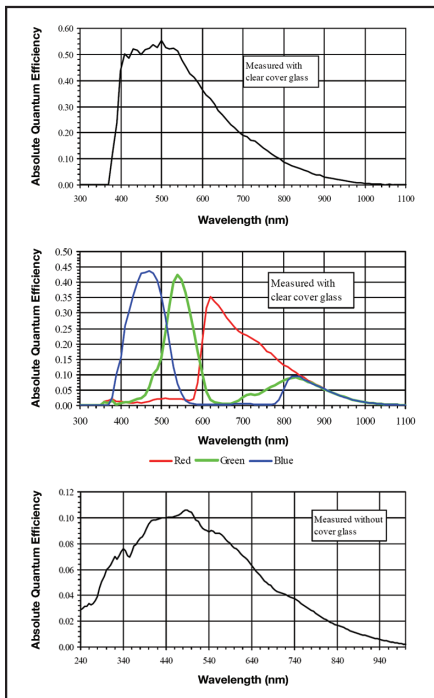 0.60
0.50
0.40
0.30
0.20
0.10
0.00
Absolute Quantum Efficiency
Measured with
clear cover glass
300 400 500 600 700 800 900 1000 1100
Wavelength (nm)
0.50
0.45
0.40
0.35
0.30
0.25
0.20
0.15
0.10
0.05
0.00
Absolute Quantum Efficiency
Measured with
clear cover glass
300 400 500 600 700 800 900 1000 1100
Wavelength (nm)
Red Green Blue
0.12
0.10
0.08
0.06
0.04
0.02
0.00
Absolute Quantum Efficiency
Measured without
cover glass
240 340 440 540 640 740 840 940
Wavelength (nm)